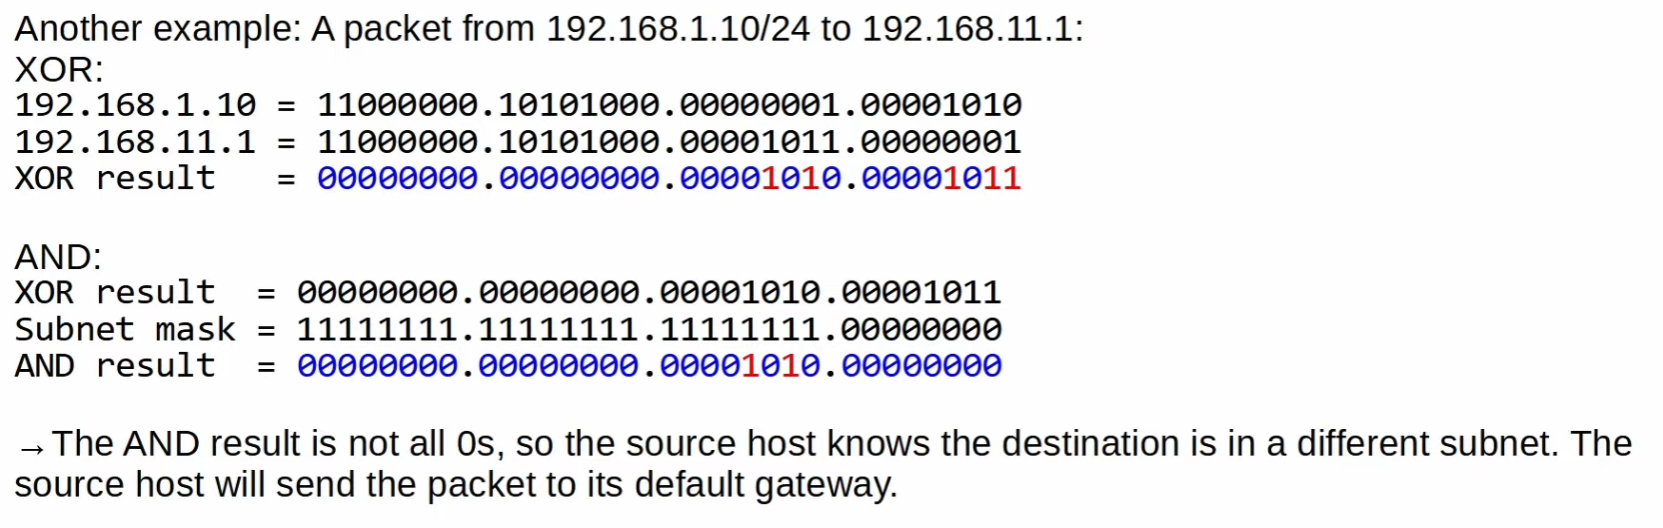 Another example: A packet from 192.168.1.10/24 to 192.168.11.1:
XOR:
192.168.1.10 = 11000000.10101000.00000001.00001010
192.168.11.1 = 11000000.10101000.00001011.00000001
XOR result = 00000000.00000000.00001010.00001011
AND:
XOR result = 00000000.00000000.00001010.00001011
Subnet mask = 11111111.11111111.11111111.00000000
AND result = 00000000.00000000.00001010.00000000
→The AND result is not all 0s, so the source host knows the destination is in a different subnet. The
source host will send the packet to its default gateway.